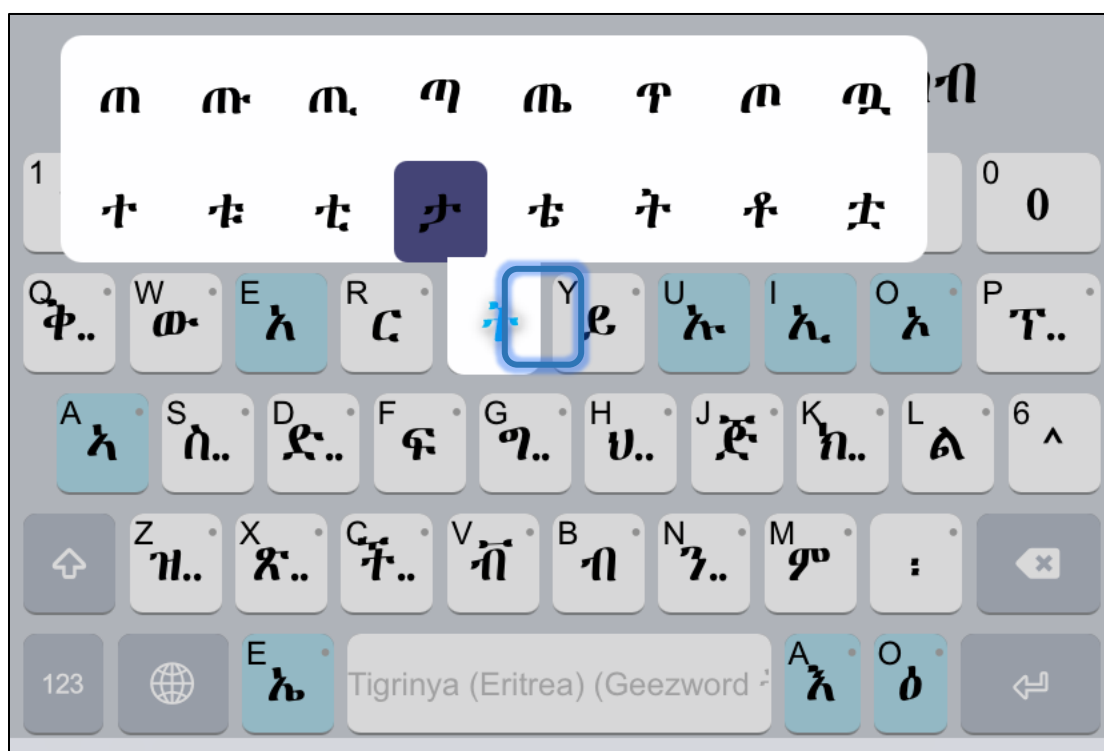 ጠ ጡ ጢ ጣ ጤ ጥ ጦ ጧ
ተ ቱ ቲ ታ ቴ ት ቶ ቷ
1 0 0
Q ቅ.. W ው E አ R ር ት Y ይ U ኡ I ኢ O ኦ P ፕ..
A ኣ S ስ.. D ድ.. F ፍ G ግ.. H ህ.. J ጅ K ክ.. L ል 6 ^
Z ዝ.. X ጽ.. C ች.. V ቭ B ብ N ን.. M ም ፡
123 E ኤ Tigrinya (Eritrea) (Geezword A እ O ዕ